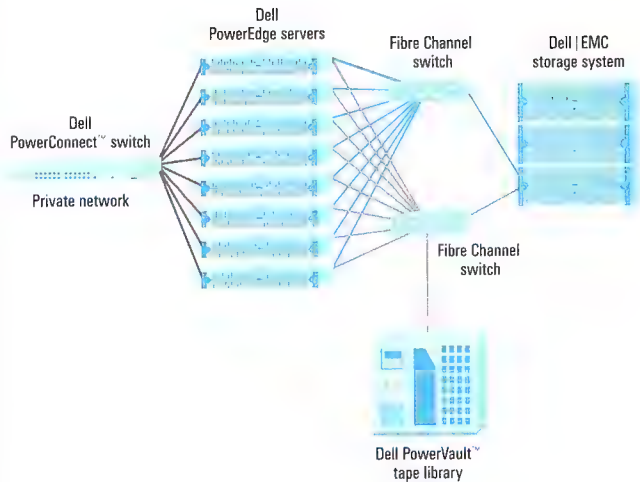 Dell
PowerEdge servers
Fibre Channel
switch
Dell | EMC
storage system
Dell
PowerConnect™ switch
Private network
Fibre Channel
switch
Dell PowerVault™
tape library